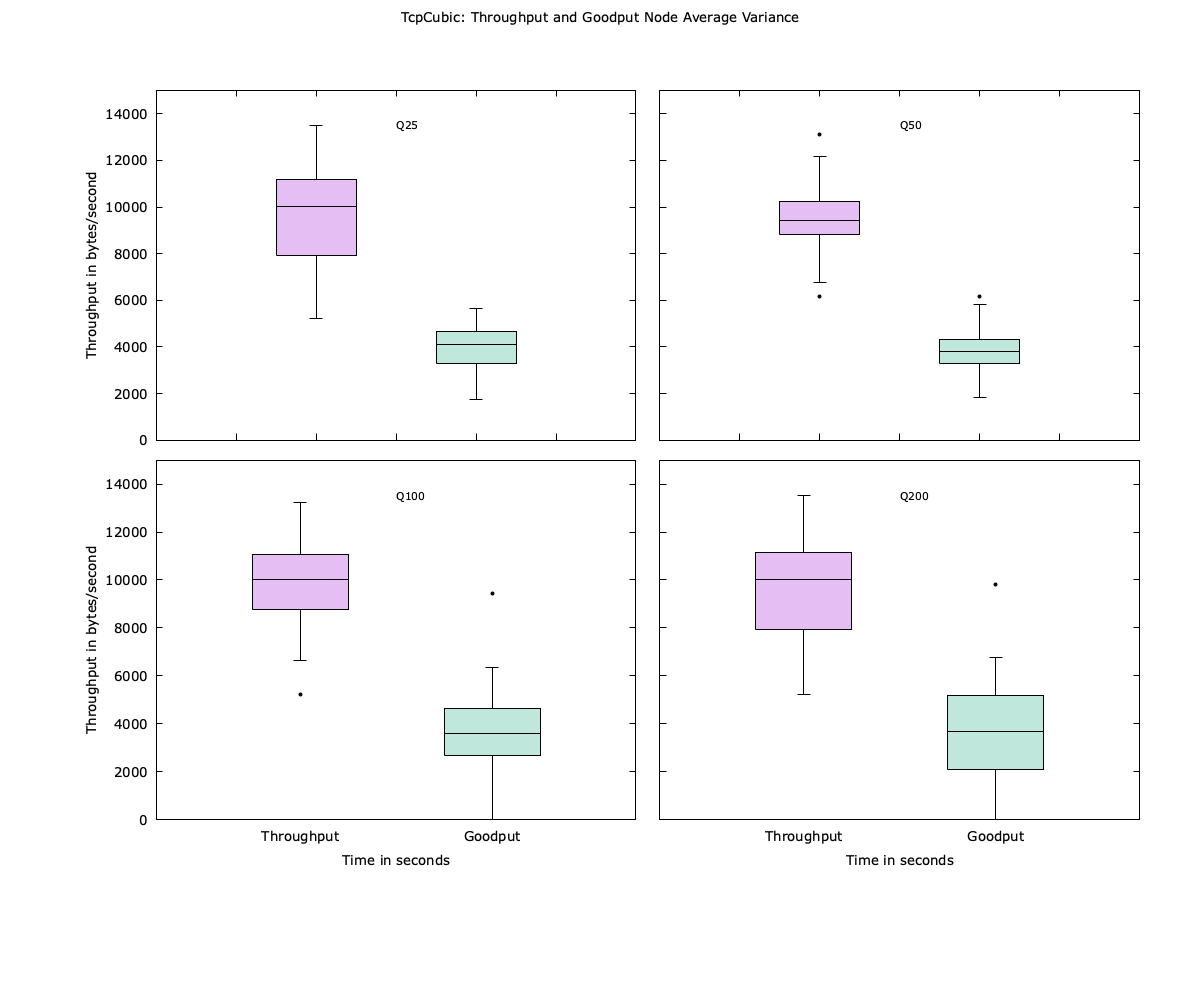 TcpCubic: Throughput and Goodput Node Average Variance
14000
12000
10000
8000
6000
4000
2000
0
Throughput in bytes/second
Q25
Q50
14000
12000
10000
8000
6000
4000
2000
0
Throughput in bytes/second
Q100
Q200
Throughput Goodput
Time in seconds
Throughput Goodput
Time in seconds